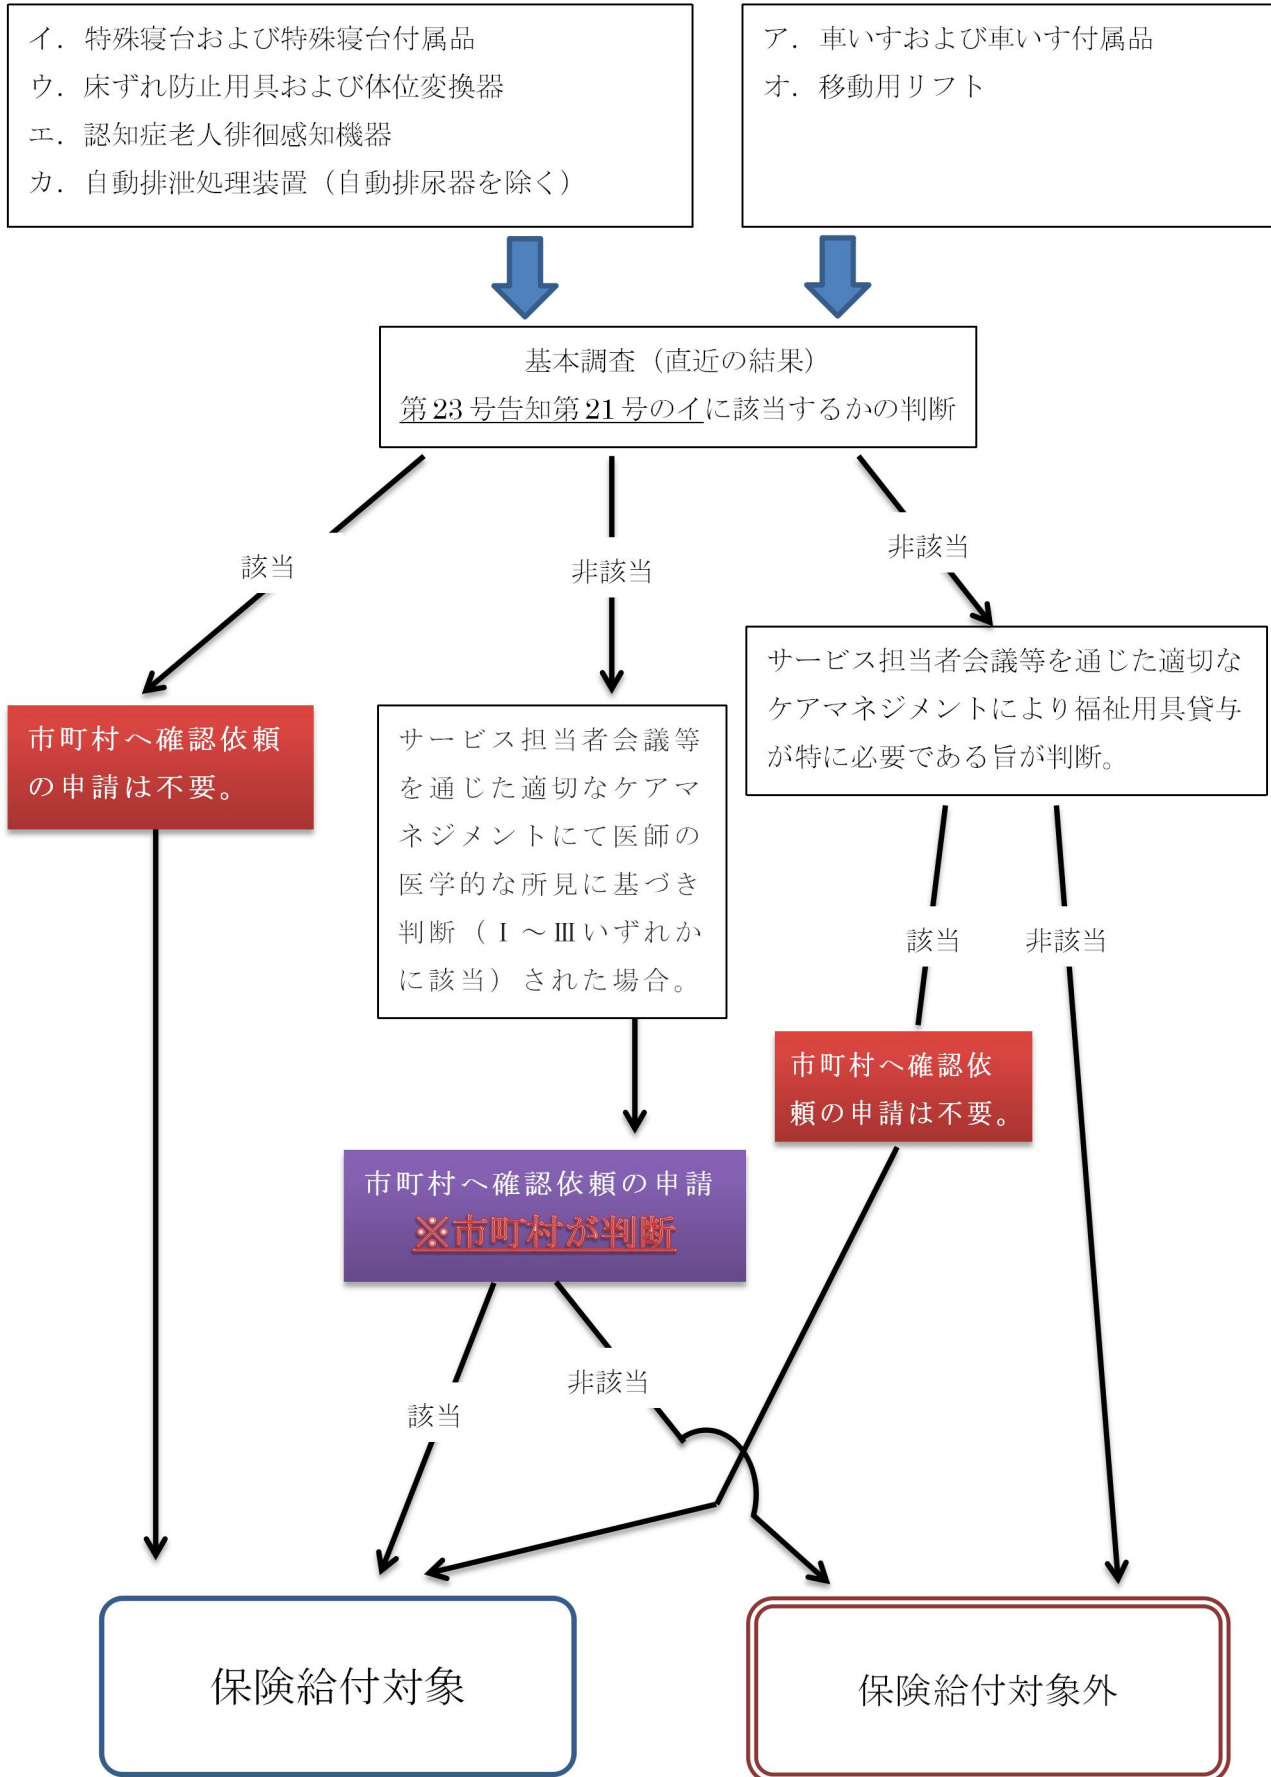 イ．特殊寝台および特殊寝台付属品
ウ．床ずれ防止用具および体位変換器
エ．認知症老人徘徊感知機器
カ．自動排泄処理装置（自動排尿器を除く）
ア．車いすおよび車いす付属品
オ．移動用リフト
基本調査（直近の結果）
第23号告知第21号のイに該当するかの判断
該当
非該当
非該当
市町村へ確認依頼
の申請は不要。
サービス担当者会議等
を通じた適切なケアマ
ネジメントにて医師の
医学的な所見に基づき
判断（Ⅰ～Ⅲいずれか
に該当）された場合。
サービス担当者会議等を通じた適切な
ケアマネジメントにより福祉用具貸与
が特に必要である旨が判断。
該当
非該当
市町村へ確認依
頼の申請は不要。
市町村へ確認依頼の申請
※市町村が判断
該当
非該当
保険給付対象
保険給付対象外